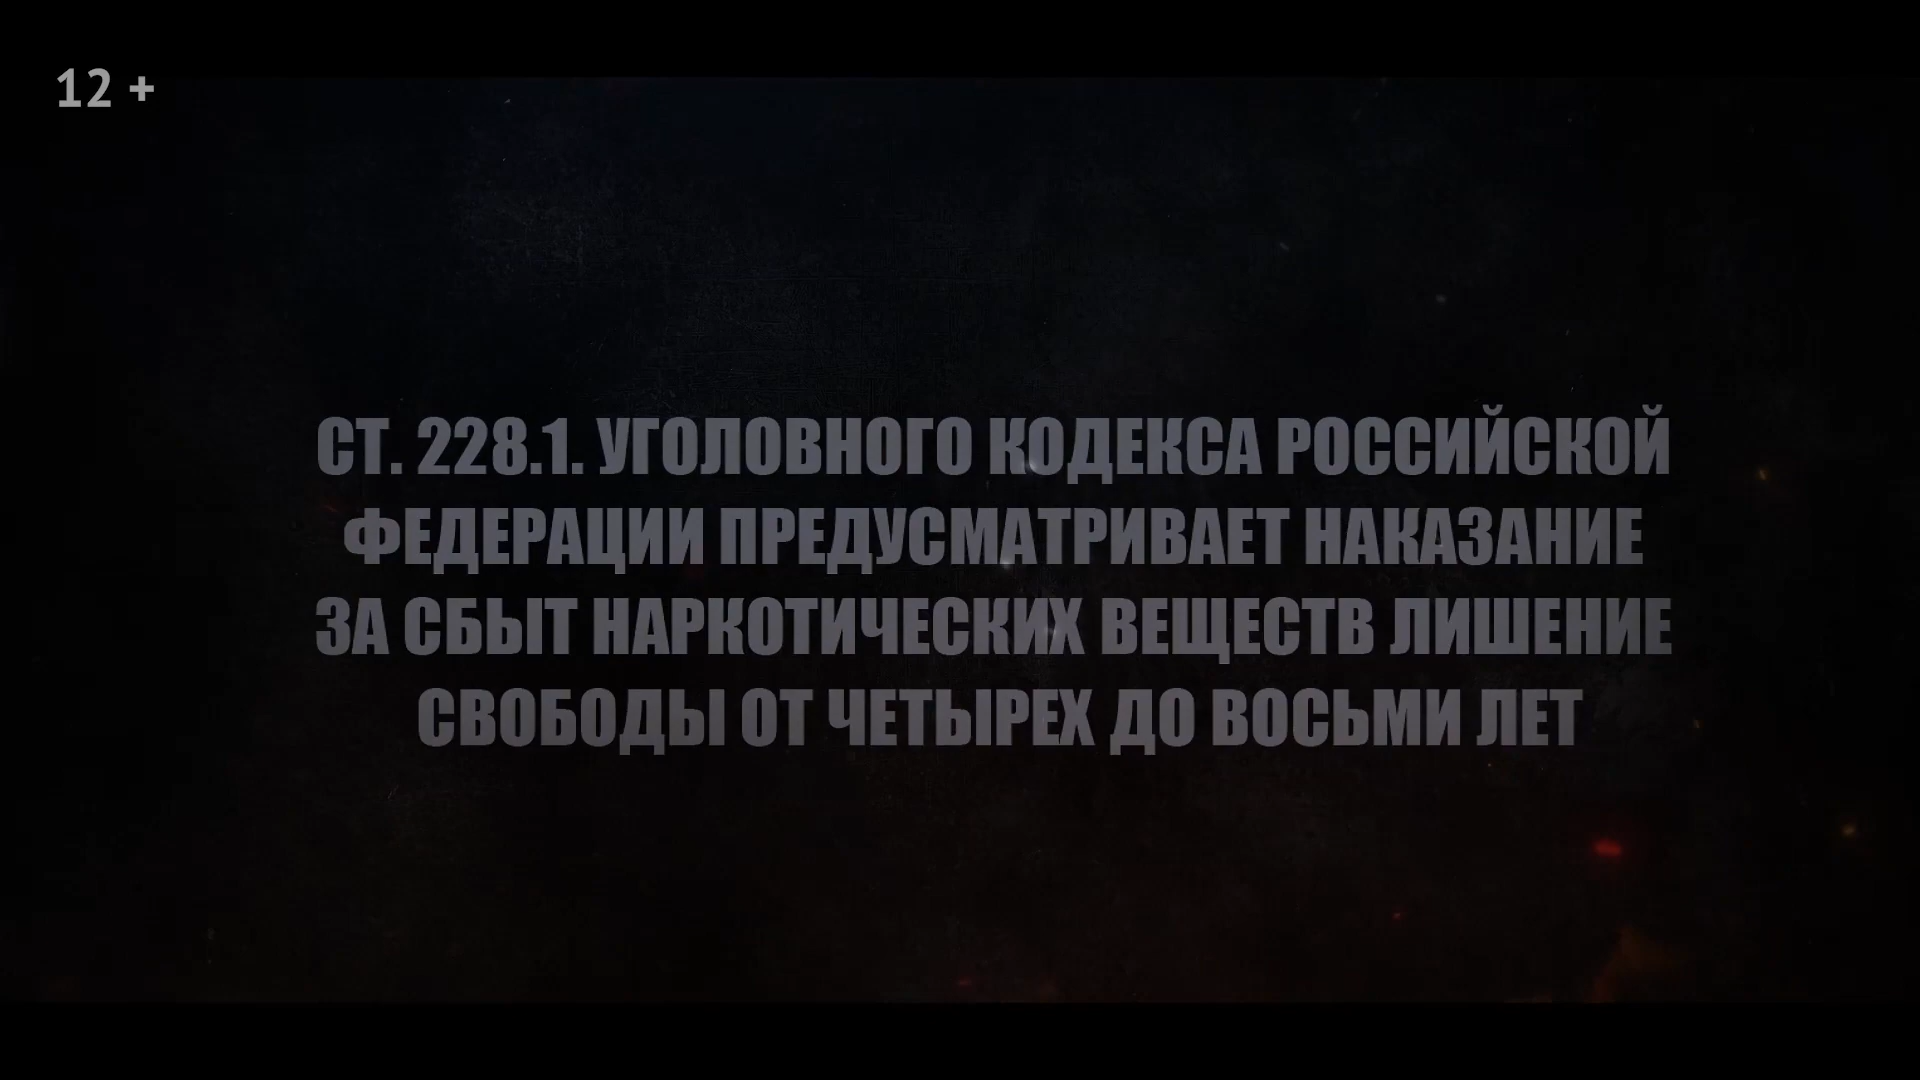 12 +
СТ. 228.1. УГОЛОВНОГО КОДЕКСА РОССИЙСКОЙ
ФЕДЕРАЦИИ ПРЕДУСМАТРИВАЕТ НАКАЗАНИЕ
ЗА СБЫТ НАРКОТИЧЕСКИХ ВЕЩЕСТВ ЛИШЕНИЕ
СВОБОДЫ ОТ ЧЕТЫРЕХ ДО ВОСЬМИ ЛЕТ